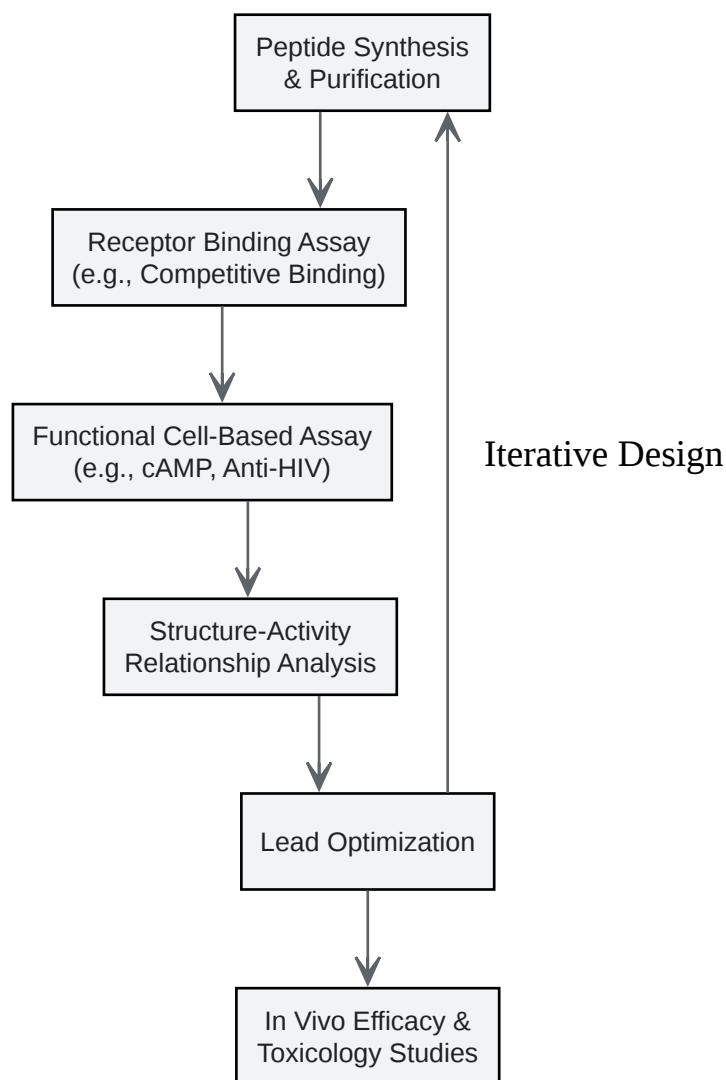 Peptide Synthesis
& Purification
Receptor Binding Assay
(e.g., Competitive Binding)
Functional Cell-Based Assay
(e.g., cAMP, Anti-HIV)
Iterative Design
Structure-Activity
Relationship Analysis
Lead Optimization
In Vivo Efficacy &
Toxicology Studies